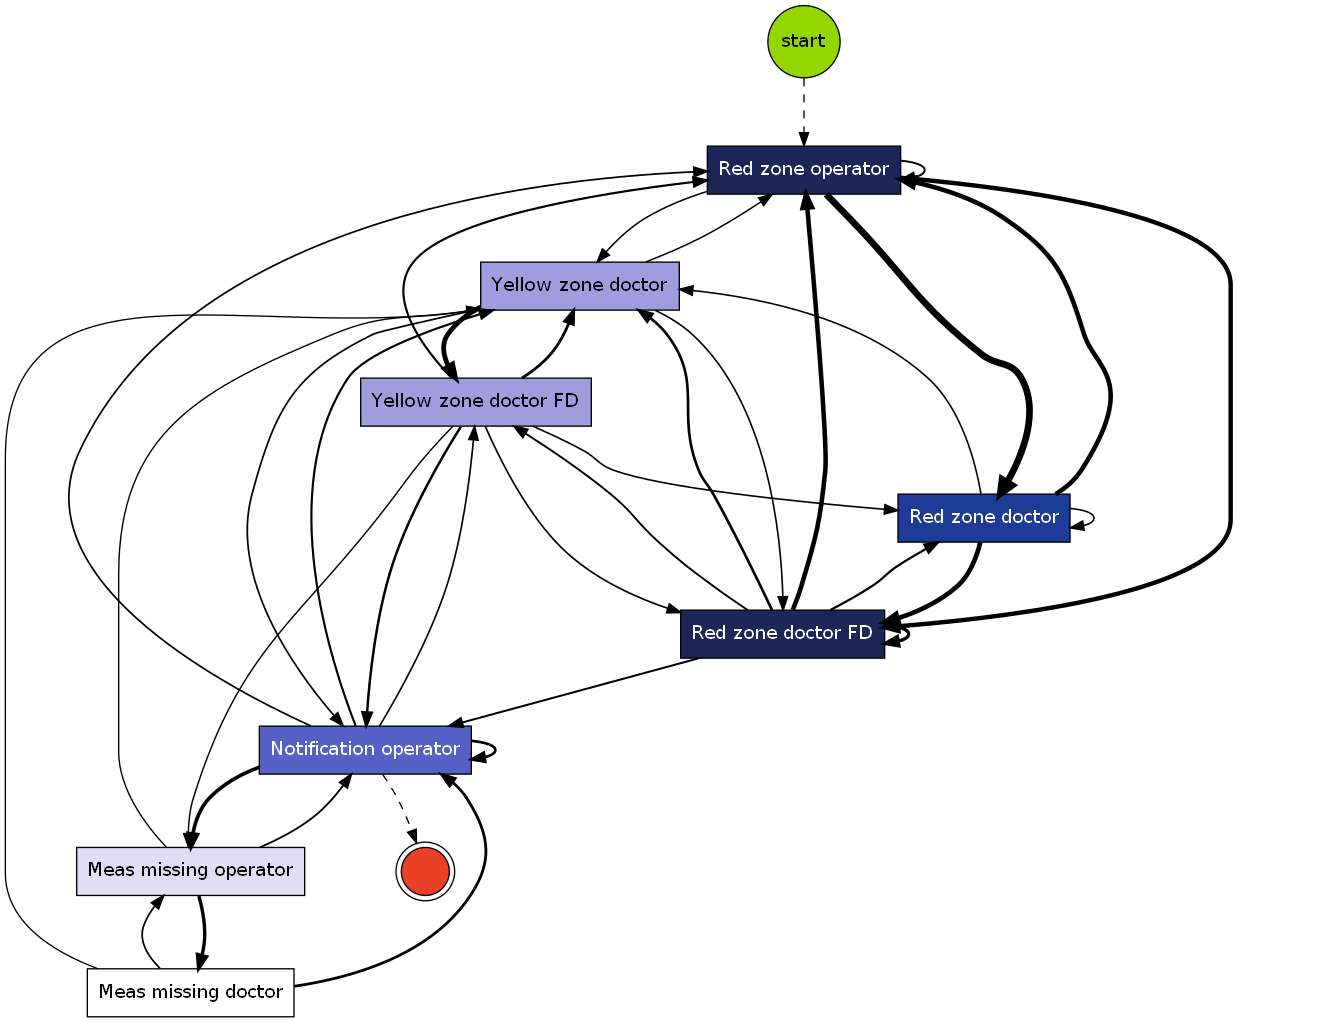 start
Red zone operator
Yellow zone doctor
Yellow zone doctor FD
Red zone doctor
Red zone doctor FD
Notification operator
Meas missing operator
Meas missing doctor